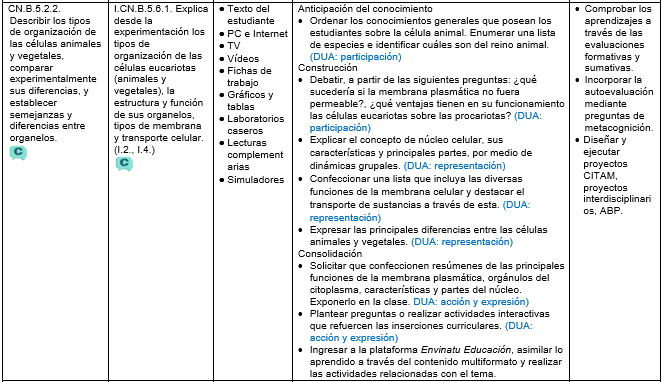 CN.B.5.2.2.
Describir los tipos
de organización de
las células animales
y vegetales,
comparar
experimentalmente
sus diferencias, y
establecer
semejanzas y
diferencias entre
organelos.
C
I.CN.B.5.6.1. Explica
desde la
experimentación los
tipos de
organización de las
células eucariotas
(animales y
vegetales), la
estructura y función
de sus organelos,
tipos de membrana
y transporte celular.
(I.2., I.4.)
C
● Texto del
estudiante
● PC e Internet
● TV
● Vídeos
● Fichas de
trabajo
● Gráficos y
tablas
● Laboratorios
caseros
● Lecturas
complement
arias
● Simuladores
Anticipación del conocimiento
● Ordenar los conocimientos generales que posean los
estudiantes sobre la célula animal. Enumerar una lista
de especies e identificar cuáles son del reino animal.
(DUA: participación)
Construcción
● Debatir, a partir de las siguientes preguntas: ¿qué
sucedería si la membrana plasmática no fuera
permeable?, ¿qué ventajas tienen en su funcionamiento
las células eucariotas sobre las procariotas? (DUA:
participación)
● Explicar el concepto de núcleo celular, sus
características y principales partes, por medio de
dinámicas grupales. (DUA: representación)
● Confeccionar una lista que incluya las diversas
funciones de la membrana celular y destacar el
transporte de sustancias a través de esta. (DUA:
representación)
● Expresar las principales diferencias entre las células
animales y vegetales. (DUA: representación)
Consolidación
● Solicitar que confeccionen resúmenes de las principales
funciones de la membrana plasmática, orgánulos del
citoplasma, características y partes del núcleo.
Exponerlo en la clase. DUA: acción y expresión)
● Plantear preguntas o realizar actividades interactivas
que refuercen las inserciones curriculares. (DUA:
acción y expresión)
● Ingresar a la plataforma Envinatu Educación, asimilar lo
aprendido a través del contenido multiformato y realizar
las actividades relacionadas con el tema.
● Comprobar los
aprendizajes a
través de las
evaluaciones
formativas y
sumativas.
● Incorporar la
autoevaluación
mediante
preguntas de
metacognición.
● Diseñar y
ejecutar
proyectos
CITAM,
proyectos
interdisciplinari
os, ABP.